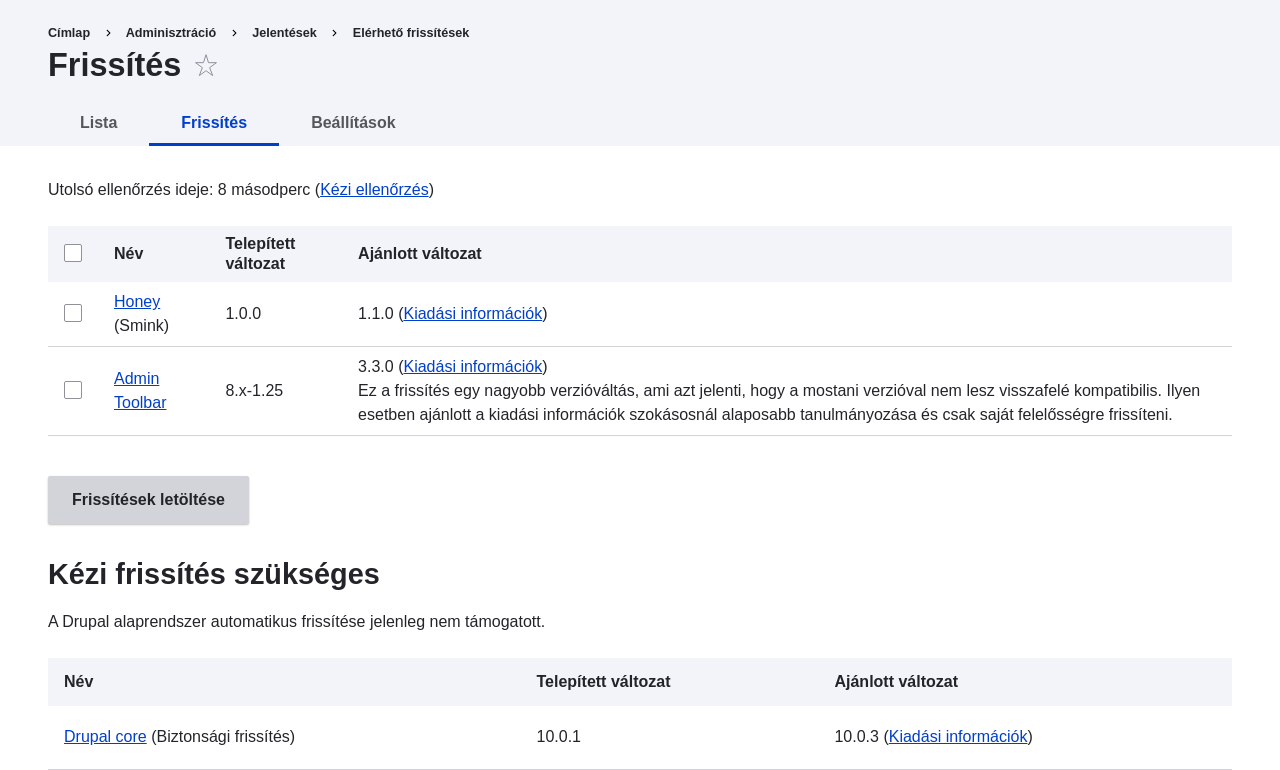 Címlap > Adminisztráció > Jelentések > Elérhető frissítések
Frissítés ☆
Lista Frissítés Beállítások
Utolsó ellenőrzés ideje: 8 másodperc (Kézi ellenőrzés)
Név Telepített változat Ajánlott változat
Honey (Smink) 1.0.0 1.1.0 (Kiadási információk)
Admin Toolbar 8.x-1.25 3.3.0 (Kiadási információk)
Ez a frissítés egy nagyobb verzióváltás, ami azt jelenti, hogy a mostani verzióval nem lesz visszafelé kompatibilis. Ilyen
esetben ajánlott a kiadási információk szokásosnál alaposabb tanulmányozása és csak saját felelősségre frissíteni.
Frissítések letöltése
Kézi frissítés szükséges
A Drupal alaprendszer automatikus frissítése jelenleg nem támogatott.
Név Telepített változat Ajánlott változat
Drupal core (Biztonsági frissítés) 10.0.1 10.0.3 (Kiadási információk)